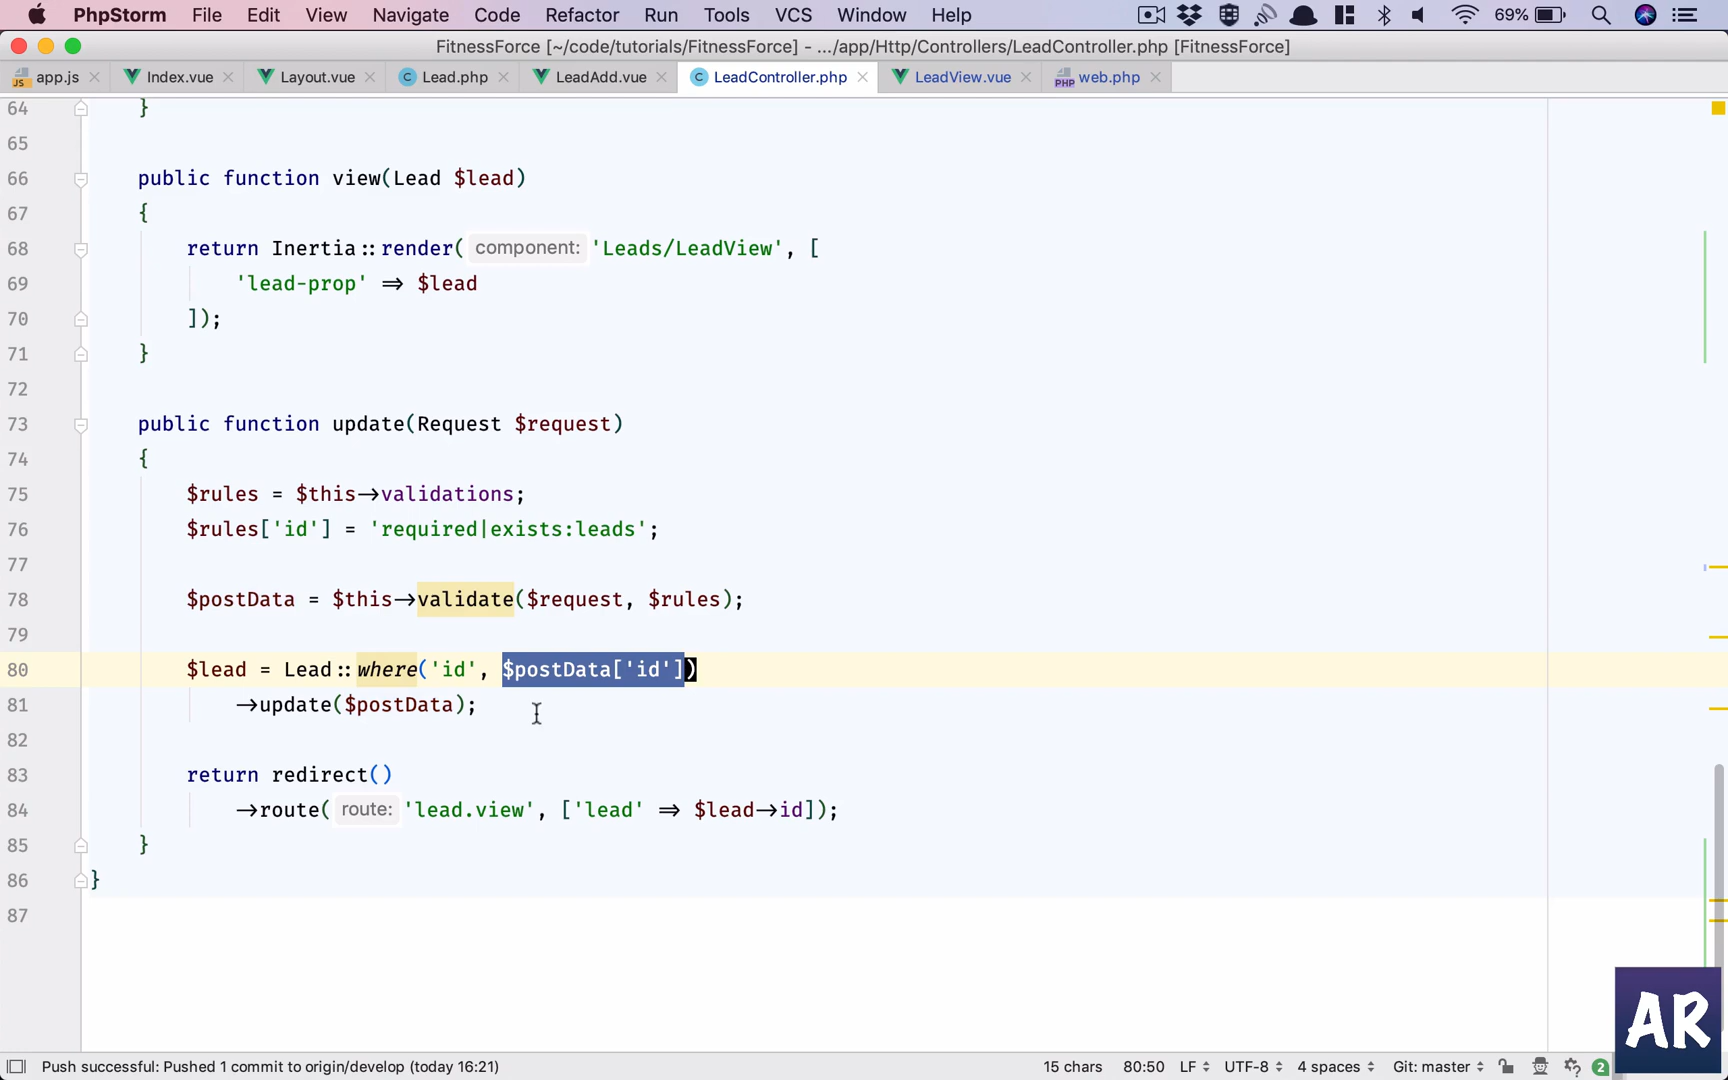 PhpStorm File Edit View Navigate Code Refactor Run Tools VCS Window Help 69%
FitnessForce [~/code/tutorials/FitnessForce] - .../app/Http/Controllers/LeadController.php [FitnessForce]
JS app.js Index.vue Layout.vue C Lead.php LeadAdd.vue C LeadController.php LeadView.vue PHP web.php
64 }
65
66 public function view(Lead $lead)
67 {
68 return Inertia::render( component: 'Leads/LeadView', [
69 'lead-prop' => $lead
70 ]);
71 }
72
73 public function update(Request $request)
74 {
75 $rules = $this->validations;
76 $rules['id'] = 'required|exists:leads';
77
78 $postData = $this->validate($request, $rules);
79
80 $lead = Lead::where('id', $postData['id'])
81 ->update($postData);
82
83 return redirect()
84 ->route( route: 'lead.view', ['lead' => $lead->id]);
85 }
86 }
87
AR
Push successful: Pushed 1 commit to origin/develop (today 16:21) 15 chars 80:50 LF UTF-8 4 spaces Git: master 2